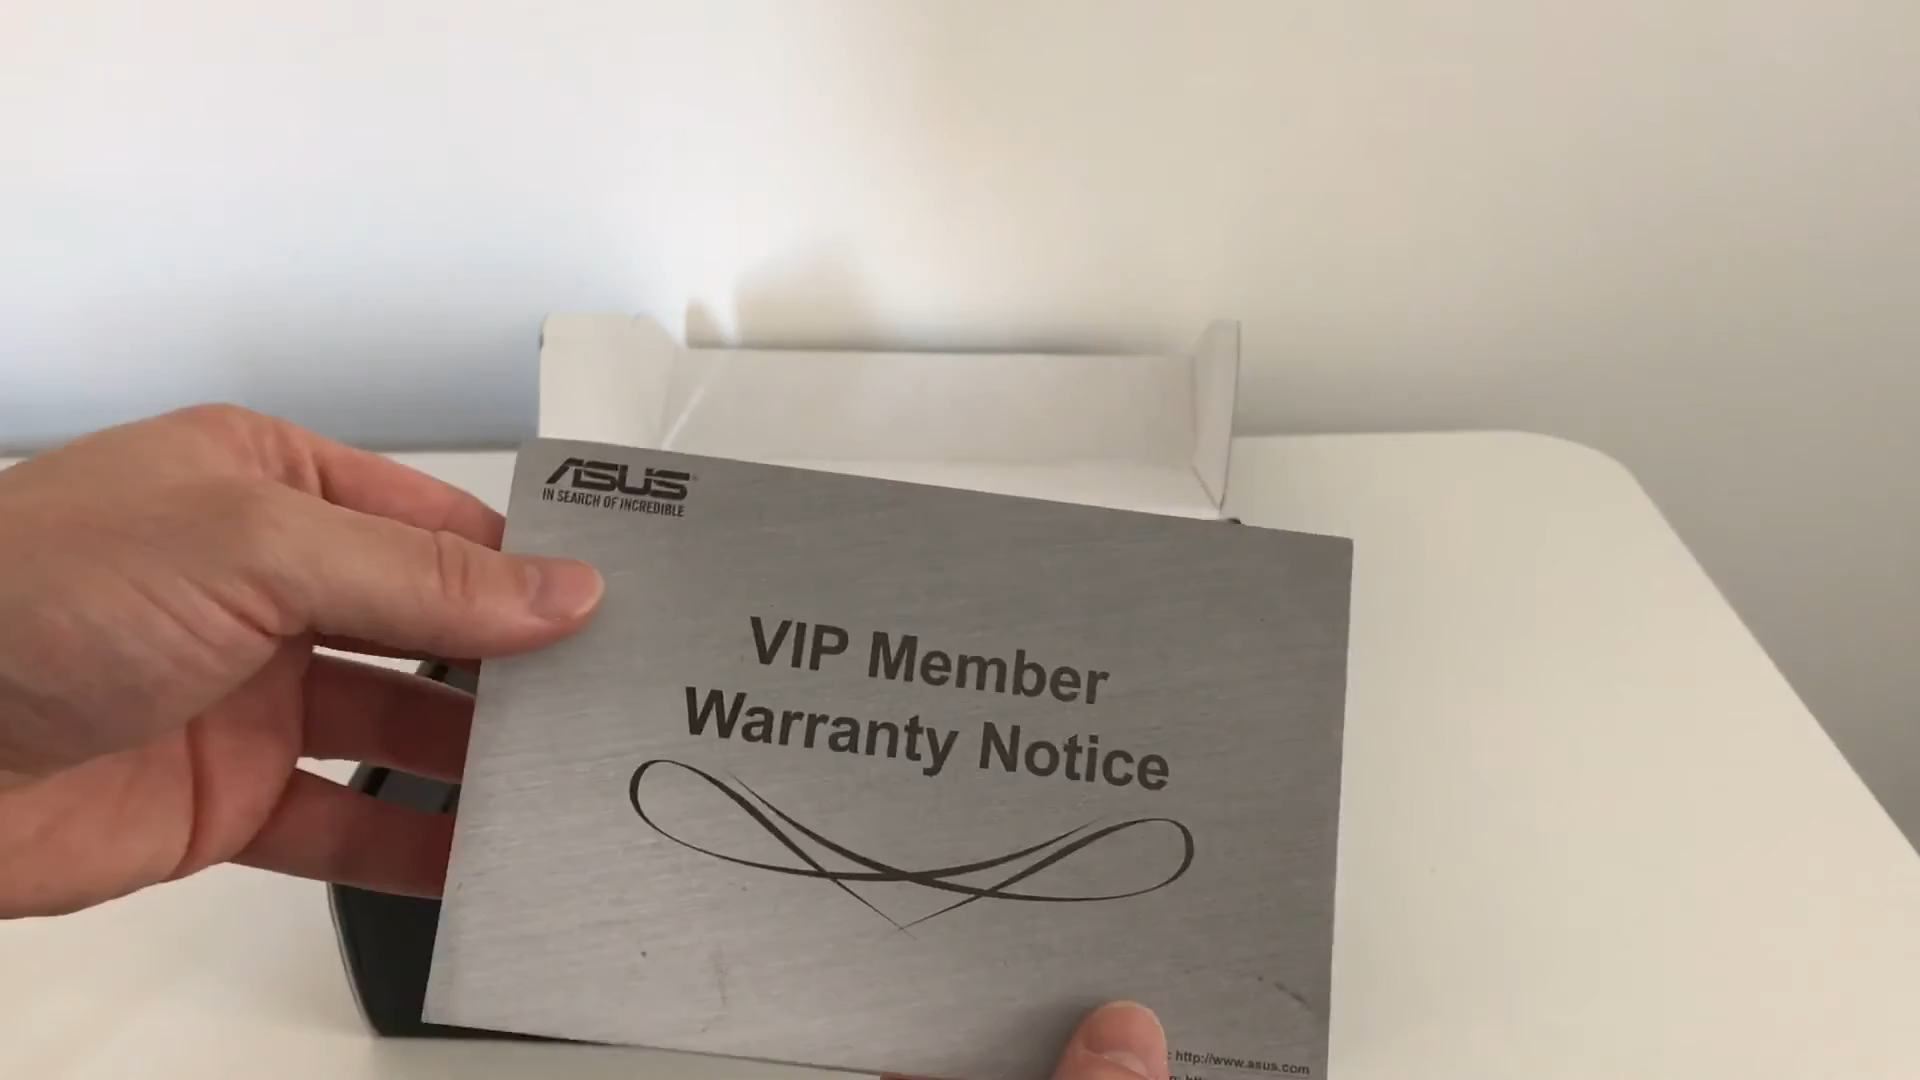 ASUS
IN SEARCH OF INCREDIBLE
VIP Member
Warranty Notice
: http://www.asus.com